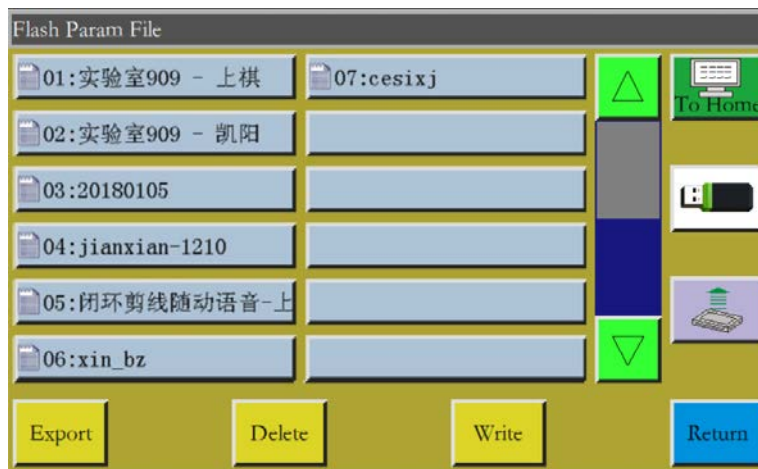 Flash Param File
01:实验室909 - 上祺
07:cesixj
To Home
02:实验室909 - 凯阳
03:20180105
04:jianxian-1210
05:闭环剪线随动语音-上
06:xin_bz
Export
Delete
Write
Return